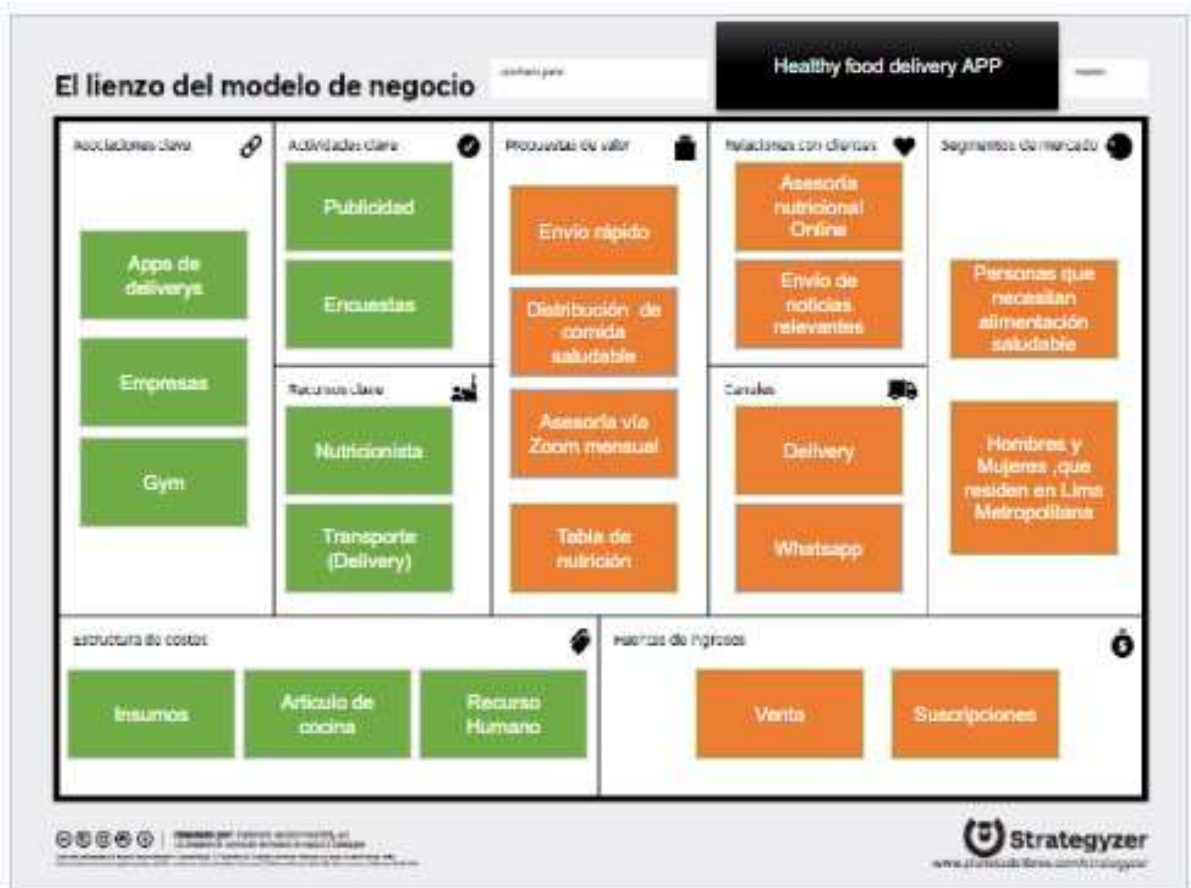 El lienzo del modelo de negocio
Healthy food delivery APP
Asociaciones clave
Apps de
deliverys
Empresas
Gym
Actividades clave
Publicidad
Encuestas
Recursos clave
Nutricionista
Transporte
(Delivery)
Propuestas de valor
Envío rápido
Distribución de
comida
saludable
Asesoría vía
Zoom mensual
Tabla de
nutrición
Relaciones con clientes
Asesoría
nutricional
Online
Envío de
noticias
relevantes
Canales
Delivery
Whatsapp
Segmentos de mercado
Personas que
necesitan
alimentación
saludable
Hombres y
Mujeres ,que
residen en Lima
Metropolitana
Estructura de costes
Insumos
Articulo de
cocina
Recurso
Humano
Fuentes de ingresos
Venta
Suscripciones
Strategyzer